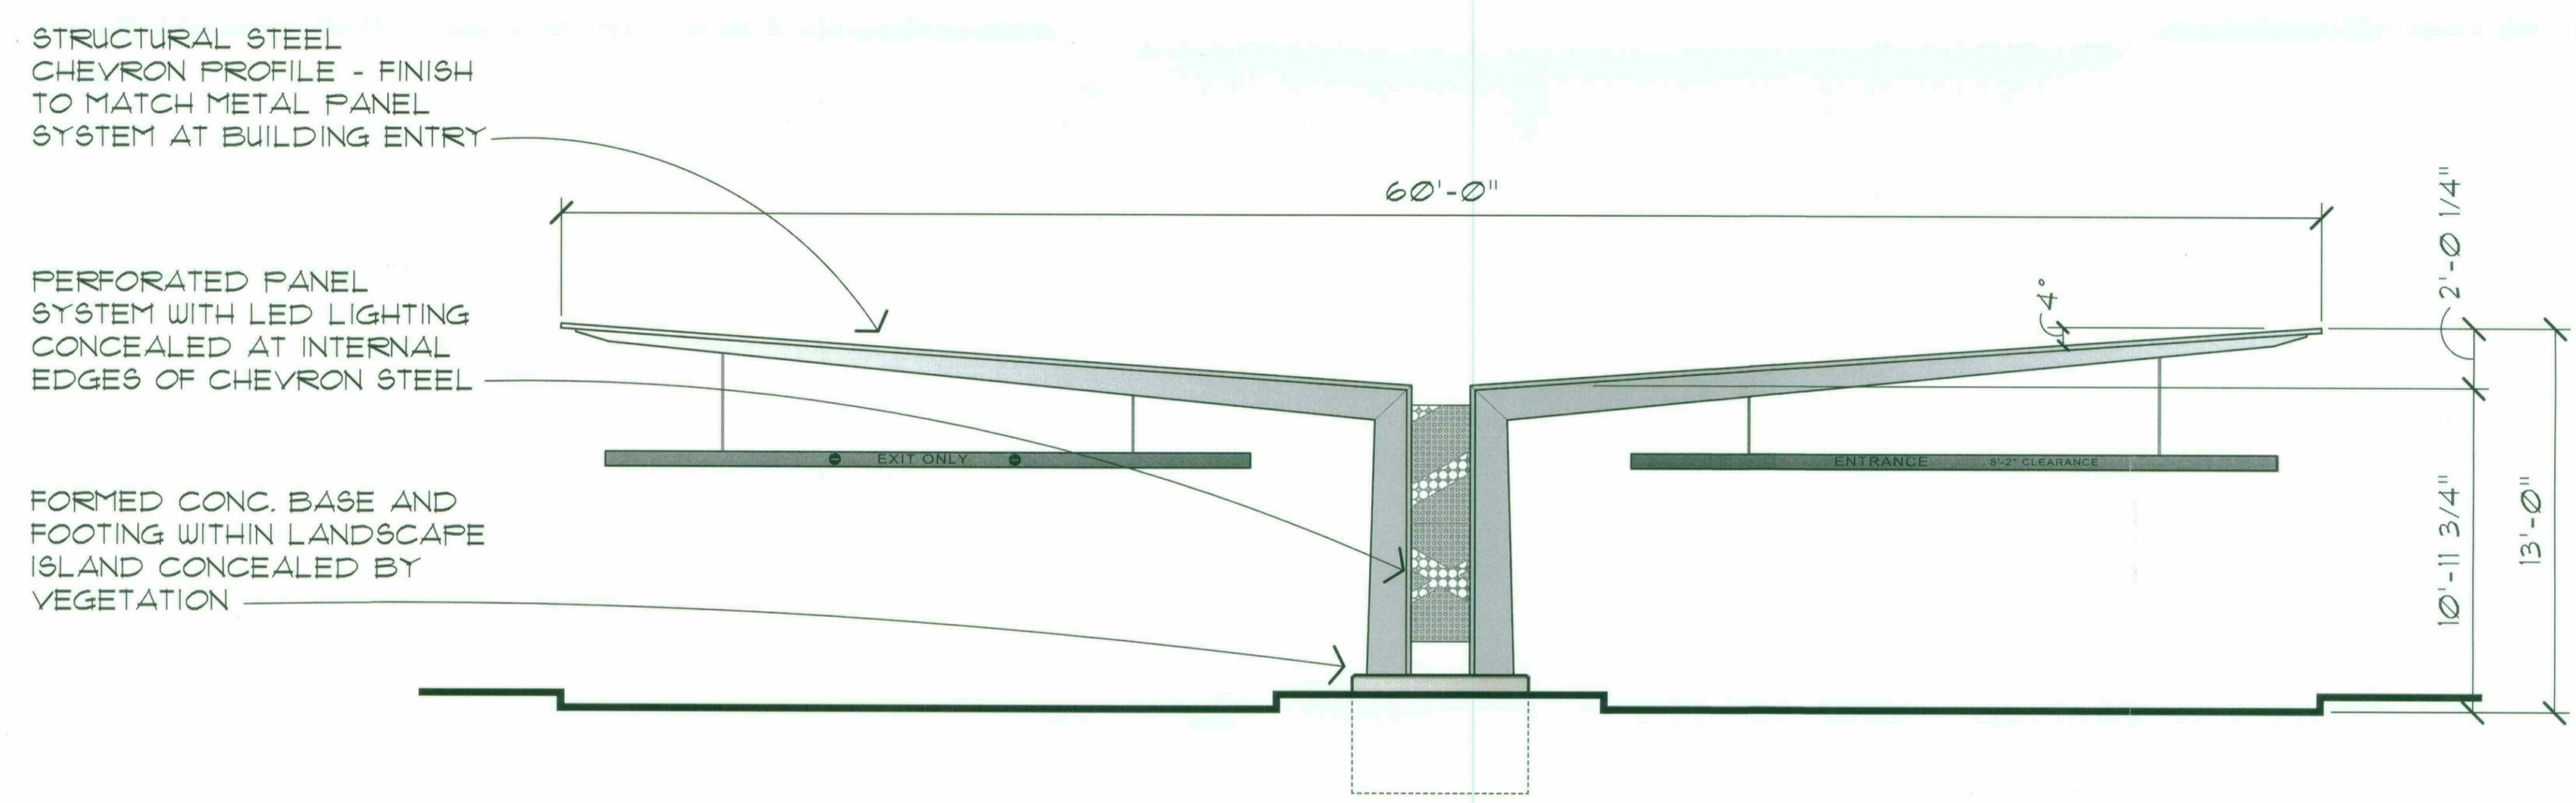 STRUCTURAL STEEL
CHEVRON PROFILE - FINISH
TO MATCH METAL PANEL
SYSTEM AT BUILDING ENTRY
PERFORATED PANEL
SYSTEM WITH LED LIGHTING
CONCEALED AT INTERNAL
EDGES OF CHEVRON STEEL
FORMED CONC. BASE AND
FOOTING WITHIN LANDSCAPE
ISLAND CONCEALED BY
VEGETATION
60'-0"
4°
2'-0 1/4"
10'-11 3/4"
13'-0"
EXIT ONLY
ENTRANCE 8'-2" CLEARANCE